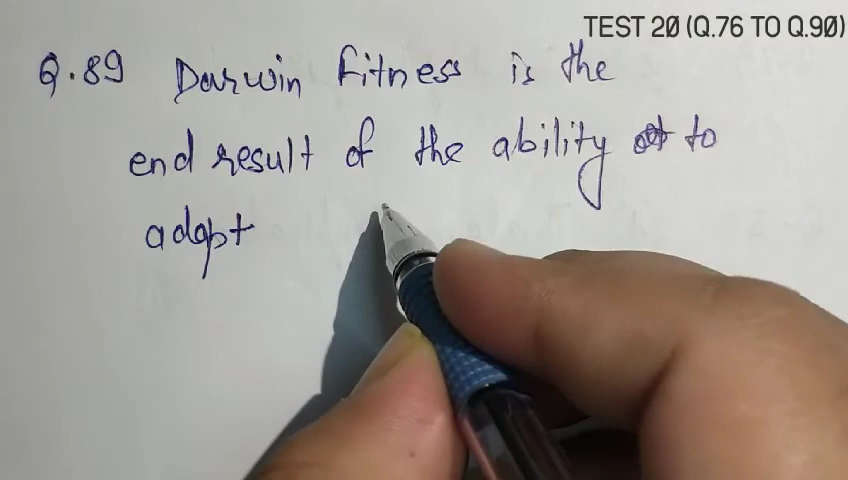 TEST 20 (Q.76 TO Q.90)
Q.89 Darwin fitness is the
end result of the ability to
adapt